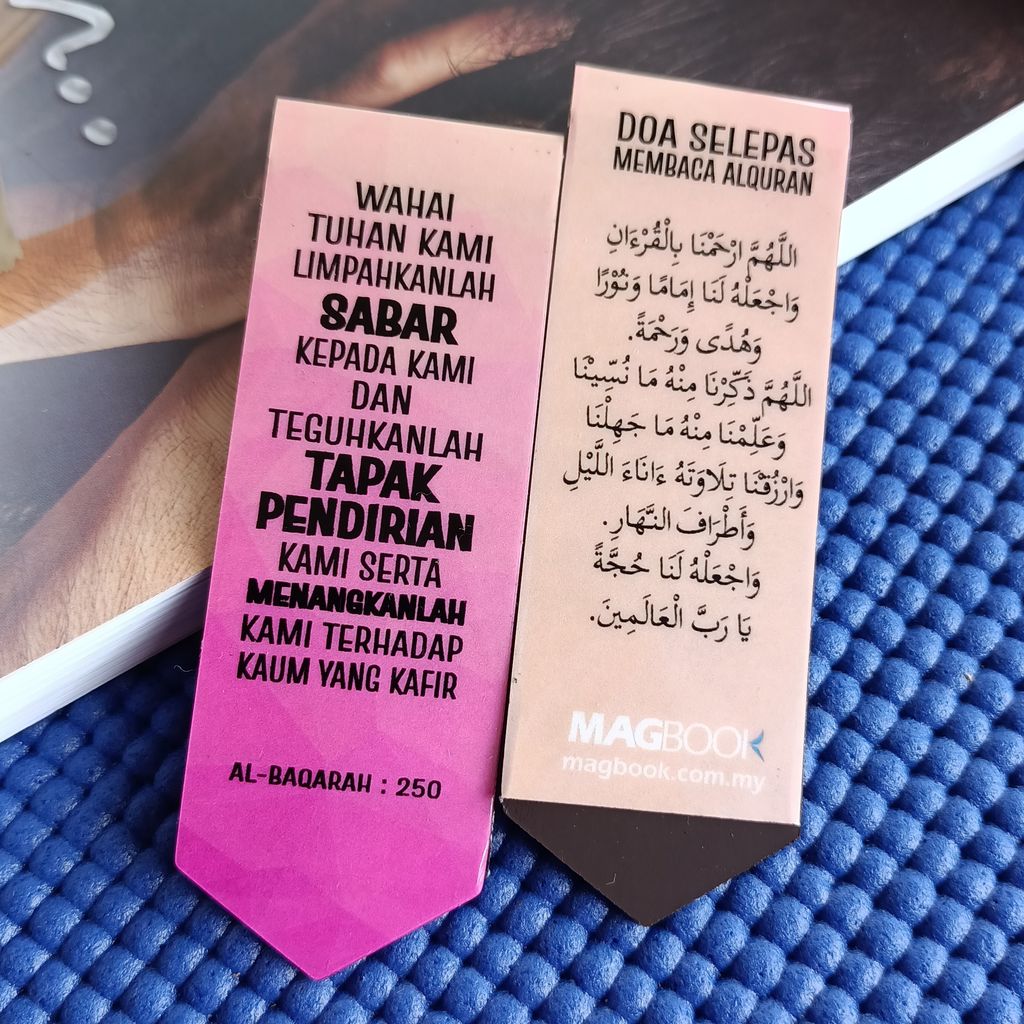 WAHAI
TUHAN KAMI
LIMPAHKANLAH
SABAR
KEPADA KAMI
DAN
TEGUHKANLAH
TAPAK
PENDIRIAN
KAMI SERTA
MENANGKANLAH
KAMI TERHADAP
KAUM YANG KAFIR
AL-BAQARAH : 250
DOA SELEPAS
MEMBACA ALQURAN
اللَّهُمَّ ارْحَمْنَا بِالْقُرْءَانِ
وَاجْعَلْهُ لَنَا إِمَامًا وَنُوْرًا
وَهُدًى وَرَحْمَةً.
اللَّهُمَّ ذَكِّرْنَا مِنْهُ مَا نُسِّيْنَا
وَعَلِّمْنَا مِنْهُ مَا جَهِلْنَا
وَارْزُقْنَا تِلَاوَتَهُ ءَانَاءَ اللَّيْلِ
وَأَطْرَافَ النَّهَارِ.
وَاجْعَلْهُ لَنَا حُجَّةً
يَا رَبَّ الْعَالَمِينَ.
MAGBOOK
magbook.com.my
?